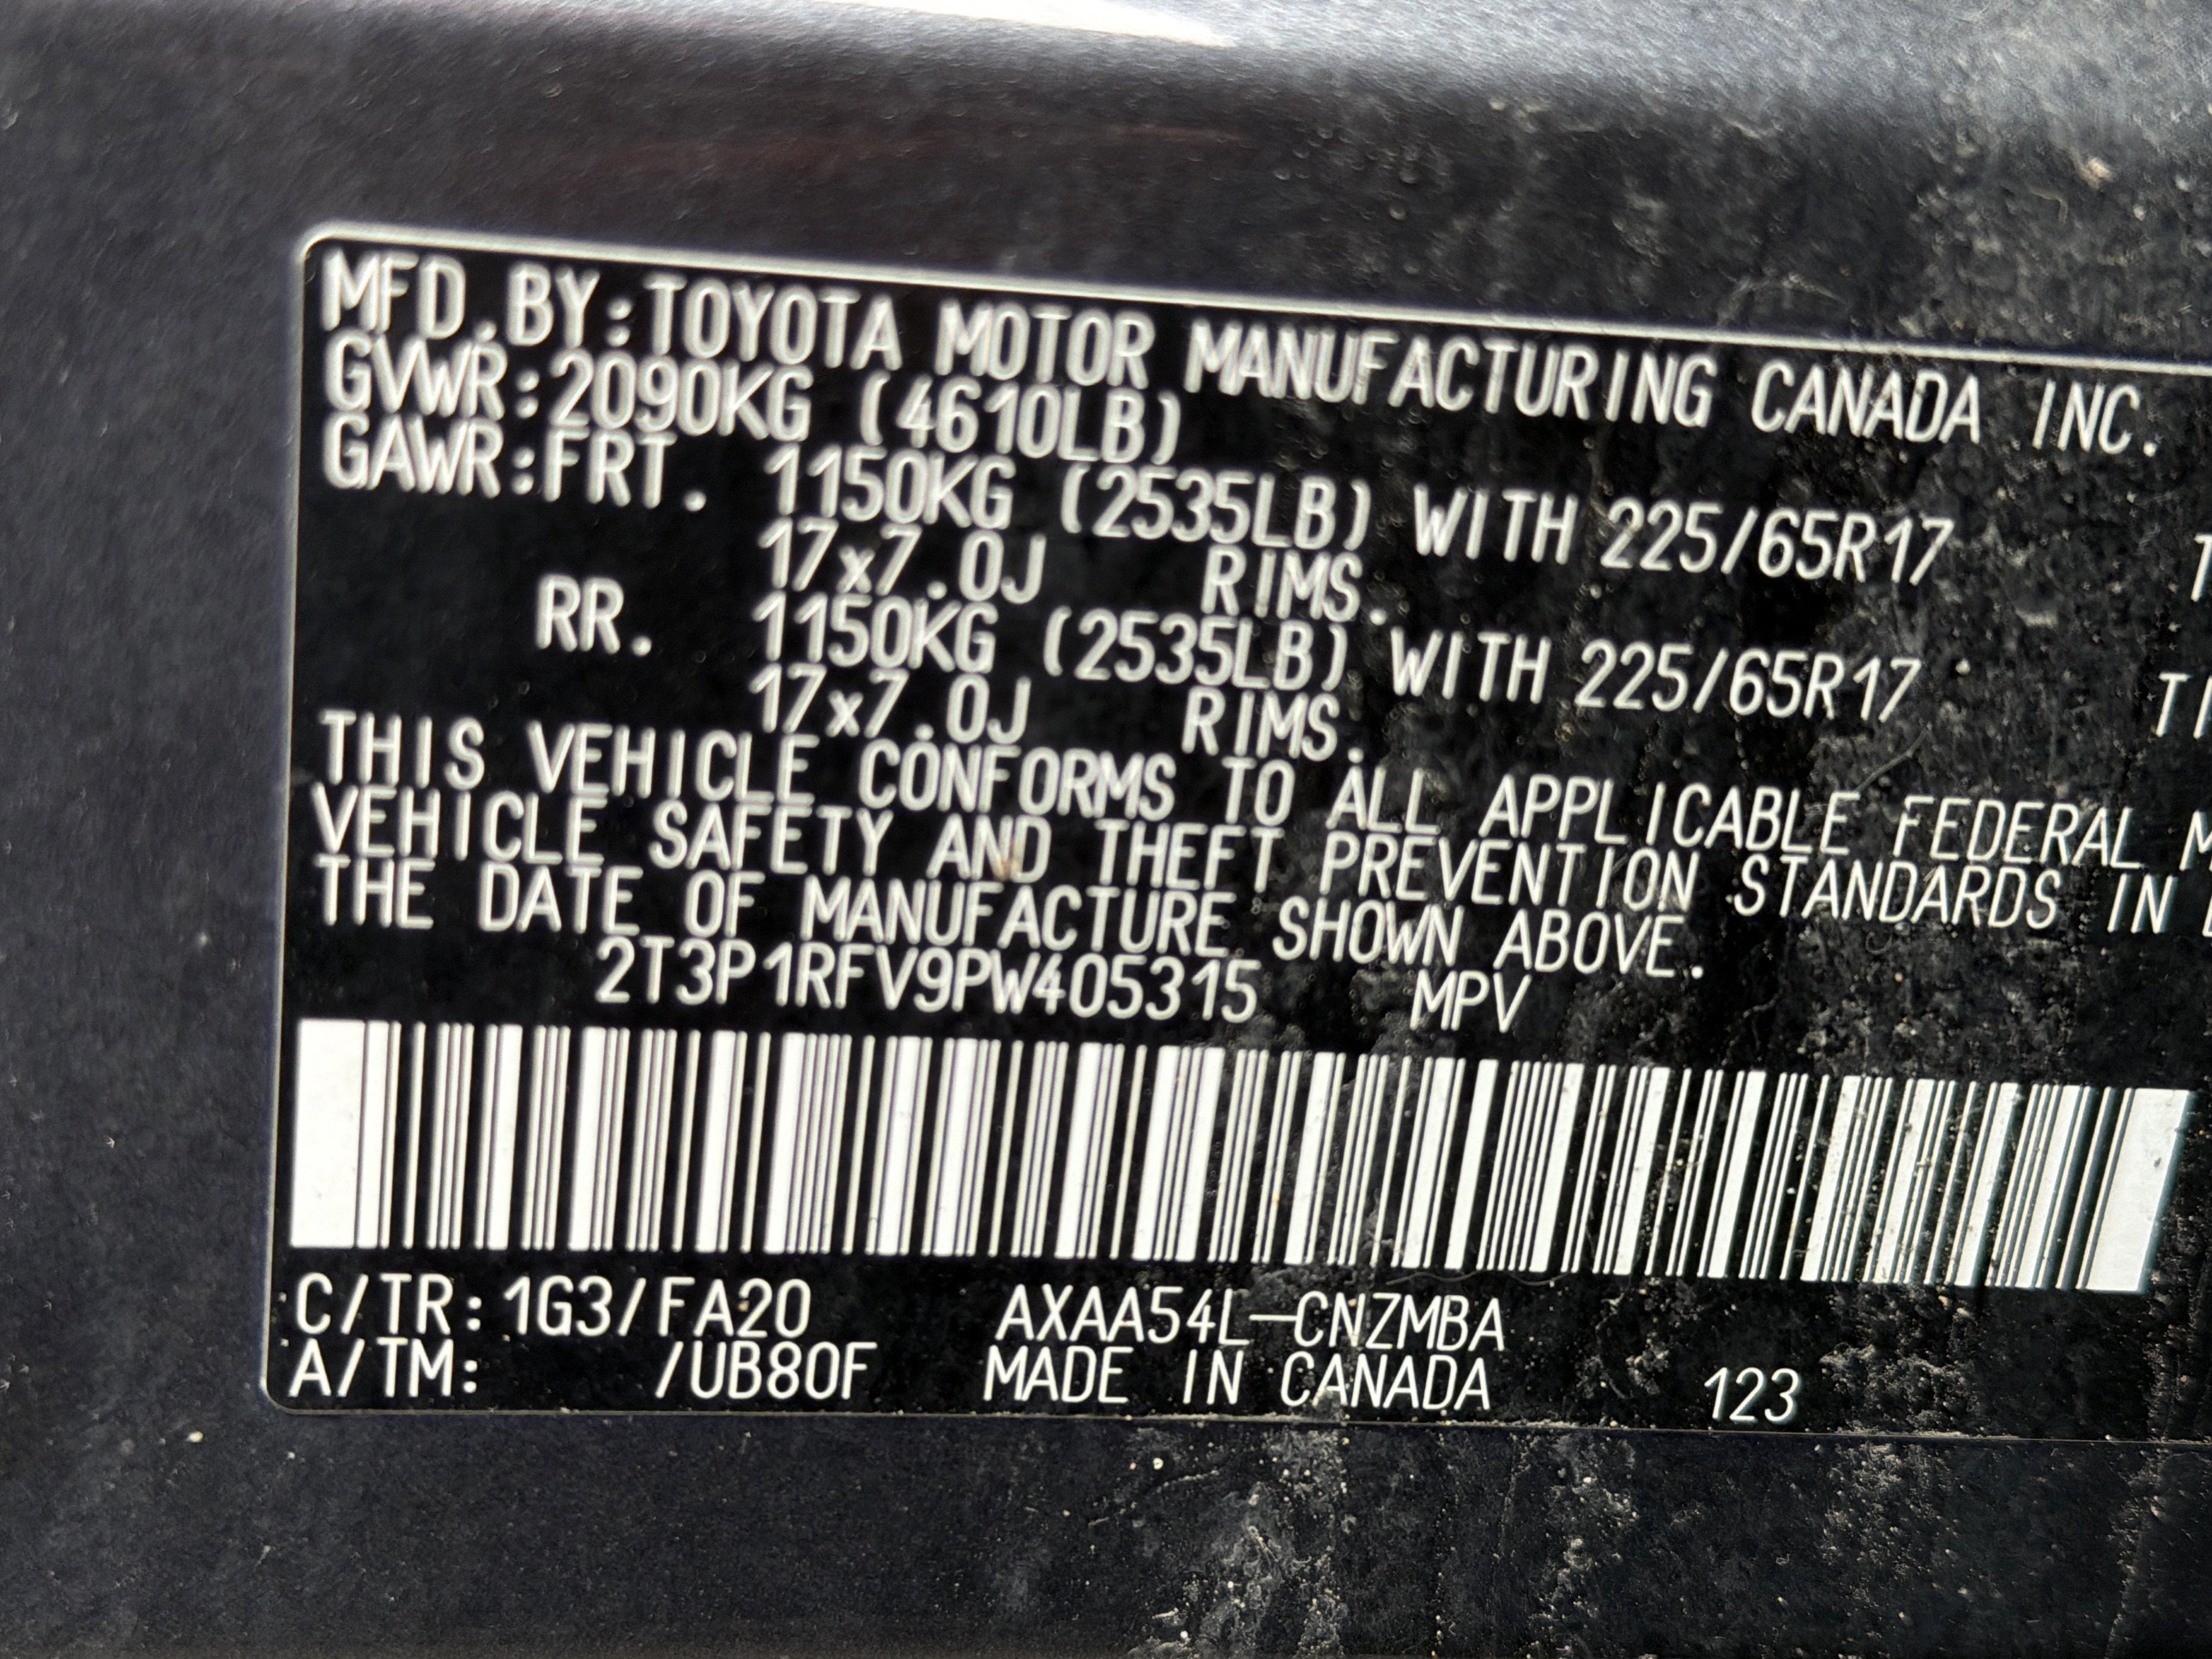 MFD.BY:TOYOTA MOTOR MANUFACTURING CANADA INC.
GVWR:2090KG (4610LB)
GAWR:FRT. 1150KG (2535LB) WITH 225/65R17
17x7.0J RIMS.
RR. 1150KG (2535LB) WITH 225/65R17
17x7.0J RIMS.
THIS VEHICLE CONFORMS TO ALL APPLICABLE FEDERAL
VEHICLE SAFETY AND THEFT PREVENTION STANDARDS IN
THE DATE OF MANUFACTURE SHOWN ABOVE.
2T3P1RFV9PW405315 MPV
C/TR:1G3/FA20 AXAA54L-CNZMBA
A/TM: /UB80F MADE IN CANADA 123